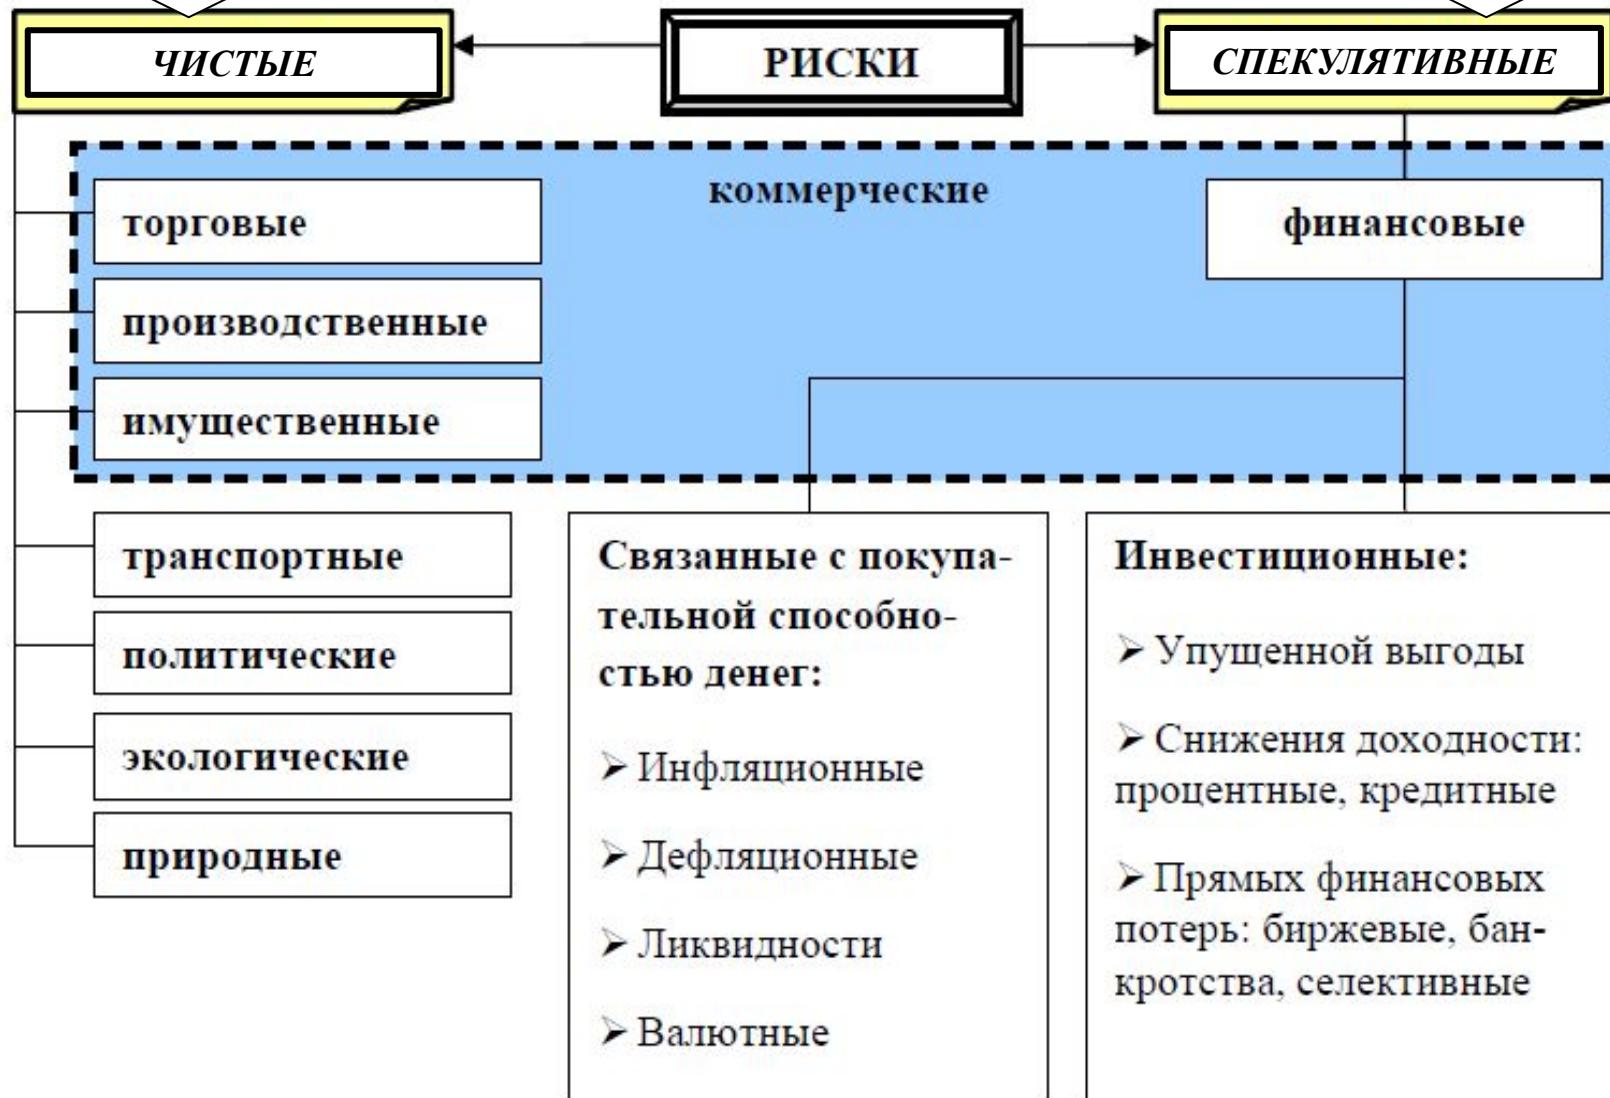 ЧИСТЫЕ
РИСКИ
СПЕКУЛЯТИВНЫЕ
коммерческие
торговые
производственные
имущественные
финансовые
транспортные
политические
экологические
природные
Связанные с покупа-
тельной способно-
стью денег:
➢ Инфляционные
➢ Дефляционные
➢ Ликвидности
➢ Валютные
Инвестиционные:
➢ Упущенной выгоды
➢ Снижения доходности:
процентные, кредитные
➢ Прямых финансовых
потерь: биржевые, бан-
кротства, селективные